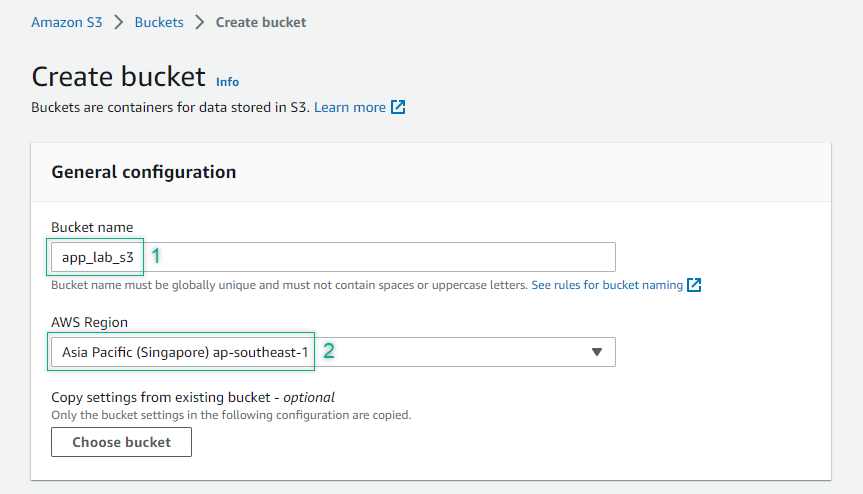 Amazon S3 > Buckets > Create bucket
Create bucket Info
Buckets are containers for data stored in S3. Learn more
General configuration
Bucket name
app_lab_s3 1
Bucket name must be globally unique and must not contain spaces or uppercase letters. See rules for bucket naming
AWS Region
Asia Pacific (Singapore) ap-southeast-1 2
Copy settings from existing bucket - optional
Only the bucket settings in the following configuration are copied.
Choose bucket